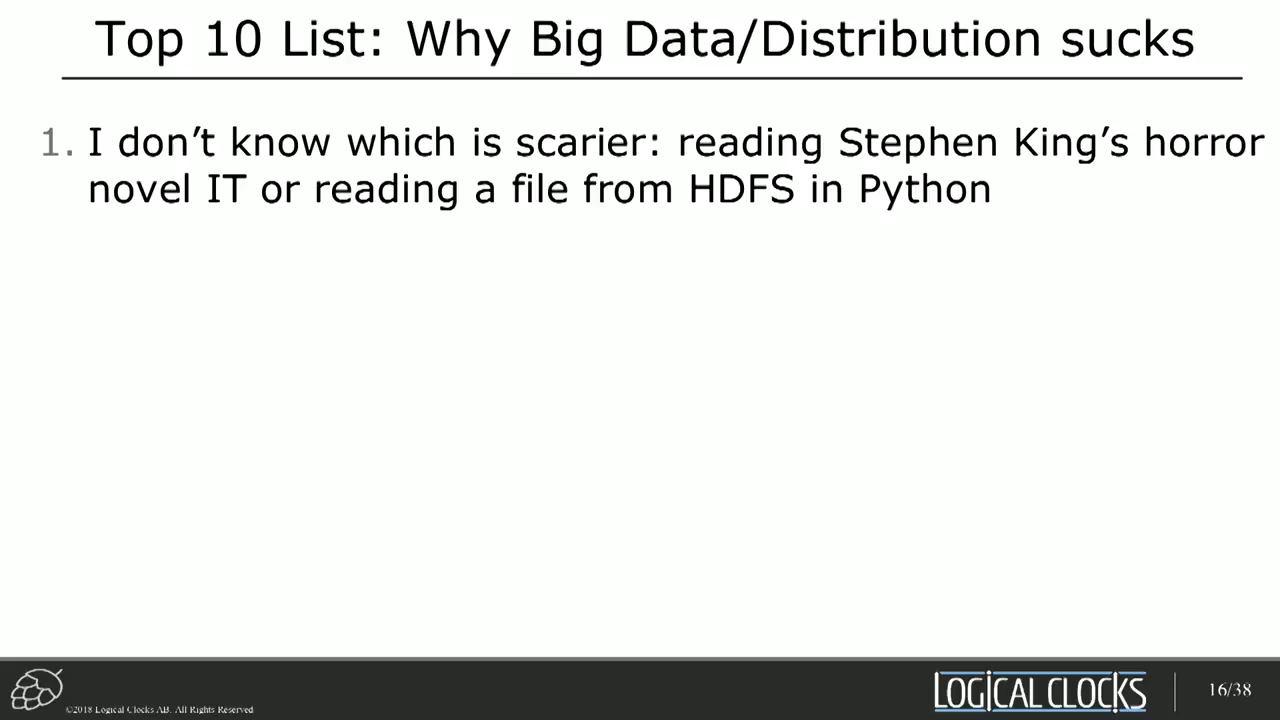 Top 10 List: Why Big Data/Distribution sucks
1. I don't know which is scarier: reading Stephen King's horror
novel IT or reading a file from HDFS in Python
©2018 Logical Clocks AB. All Rights Reserved
LOGICAL CLOCKS
16/38